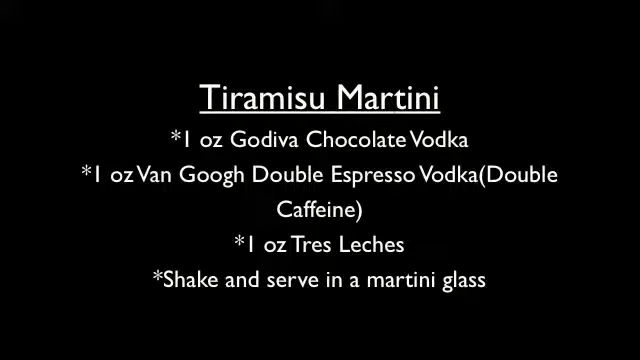 Tiramisu Martini
*1 oz Godiva Chocolate Vodka
*1 oz Van Googh Double Espresso Vodka(Double
Caffeine)
*1 oz Tres Leches
*Shake and serve in a martini glass